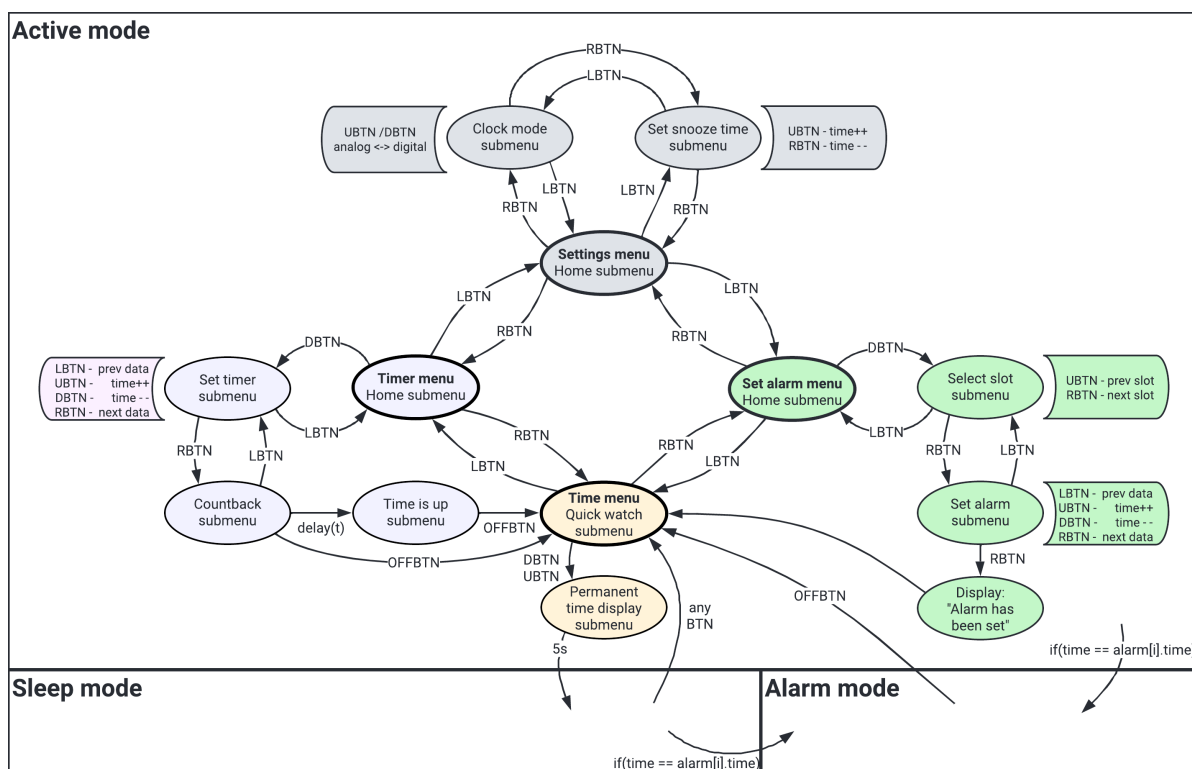 Active mode
RBTN
LBTN
UBTN /DBTN
analog <-> digital
Clock mode
submenu
Set snooze time
submenu
UBTN - time++
RBTN - time - -
LBTN
RBTN
LBTN
RBTN
Settings menu
Home submenu
LBTN
RBTN
LBTN
RBTN
DBTN
DBTN
LBTN - prev data
UBTN - time++
DBTN - time - -
RBTN - next data
Set timer
submenu
Timer menu
Home submenu
Set alarm menu
Home submenu
Select slot
submenu
UBTN - prev slot
RBTN - next slot
LBTN
RBTN
LBTN
RBTN
LBTN
RBTN
LBTN
LBTN
RBTN
LBTN
Countback
submenu
delay(t)
Time is up
submenu
OFFBTN
Time menu
Quick watch
submenu
Set alarm
submenu
LBTN - prev data
UBTN - time++
DBTN - time - -
RBTN - next data
OFFBTN
DBTN
UBTN
RBTN
Permanent
time display
submenu
any
BTN
OFFBTN
Display:
"Alarm has
been set"
5s
if(time == alarm[i].time)
Sleep mode
Alarm mode
if(time == alarm[i].time)